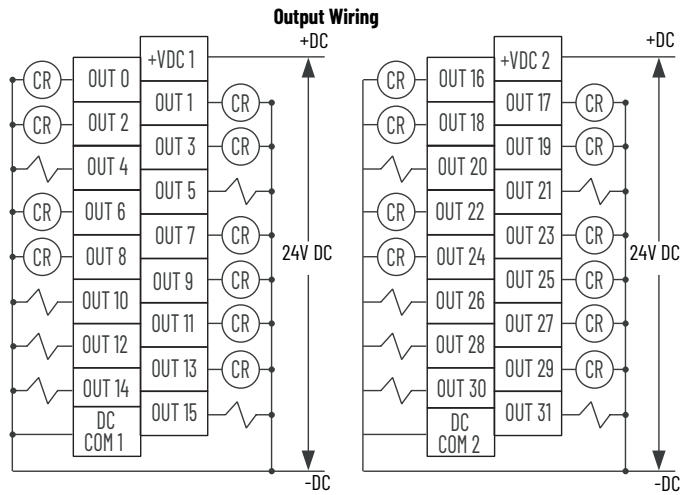 Output Wiring
+DC
+VDC 1
CR OUT 0
OUT 1 CR
CR OUT 2
OUT 3 CR
OUT 4
OUT 5
CR OUT 6
OUT 7 CR
24V DC
CR OUT 8
OUT 9 CR
OUT 10
OUT 11 CR
OUT 12
OUT 13 CR
OUT 14
OUT 15
DC
COM 1
-DC
+DC
+VDC 2
CR OUT 16
OUT 17 CR
CR OUT 18
OUT 19 CR
OUT 20
OUT 21
CR OUT 22
OUT 23 CR
24V DC
CR OUT 24
OUT 25 CR
OUT 26
OUT 27 CR
OUT 28
OUT 29 CR
OUT 30
OUT 31
DC
COM 2
-DC